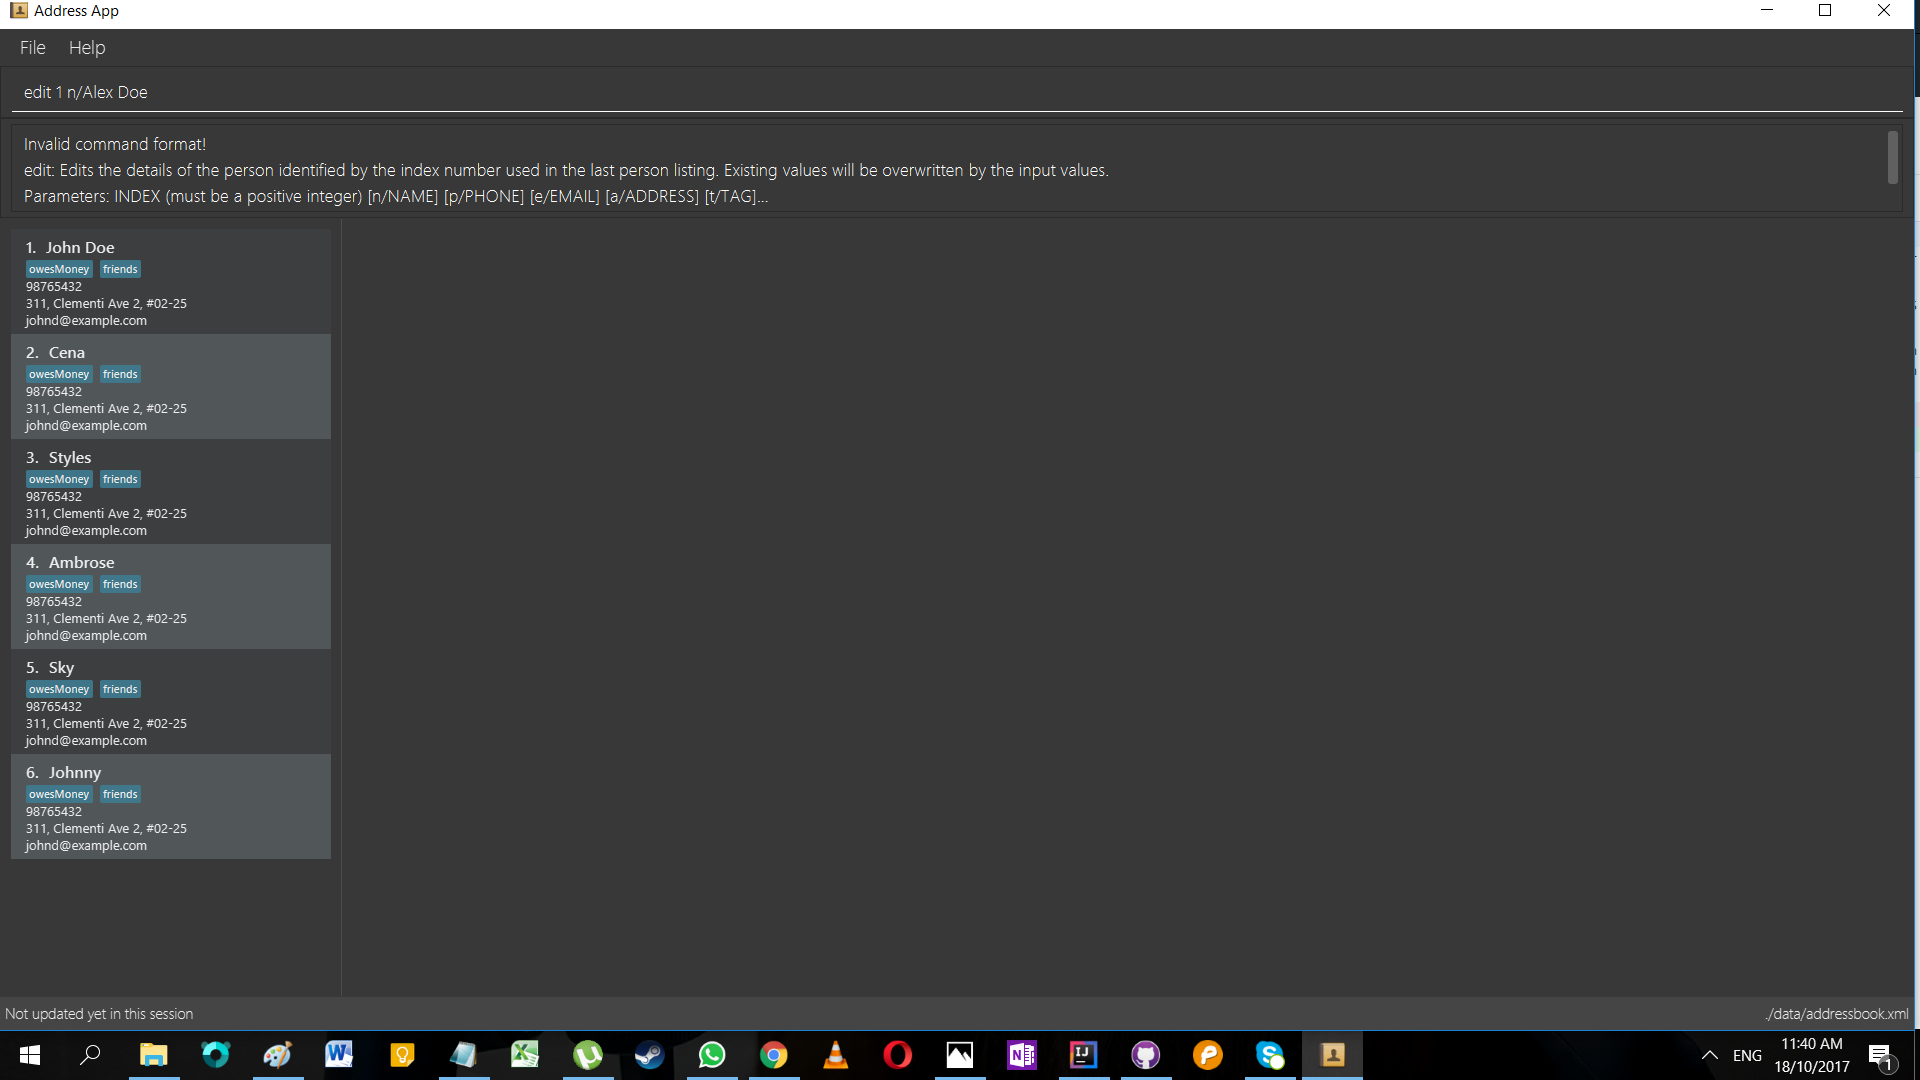 Address App
File Help
edit 1 n/Alex Doe
Invalid command format!
edit: Edits the details of the person identified by the index number used in the last person listing. Existing values will be overwritten by the input values.
Parameters: INDEX (must be a positive integer) [n/NAME] [p/PHONE] [e/EMAIL] [a/ADDRESS] [t/TAG]...
1. John Doe
owesMoney friends
98765432
311, Clementi Ave 2, #02-25
johnd@example.com
2. Cena
owesMoney friends
98765432
311, Clementi Ave 2, #02-25
johnd@example.com
3. Styles
owesMoney friends
98765432
311, Clementi Ave 2, #02-25
johnd@example.com
4. Ambrose
owesMoney friends
98765432
311, Clementi Ave 2, #02-25
johnd@example.com
5. Sky
owesMoney friends
98765432
311, Clementi Ave 2, #02-25
johnd@example.com
6. Johnny
owesMoney friends
98765432
311, Clementi Ave 2, #02-25
johnd@example.com
Not updated yet in this session
./data/addressbook.xml
ENG
11:40 AM
18/10/2017
1